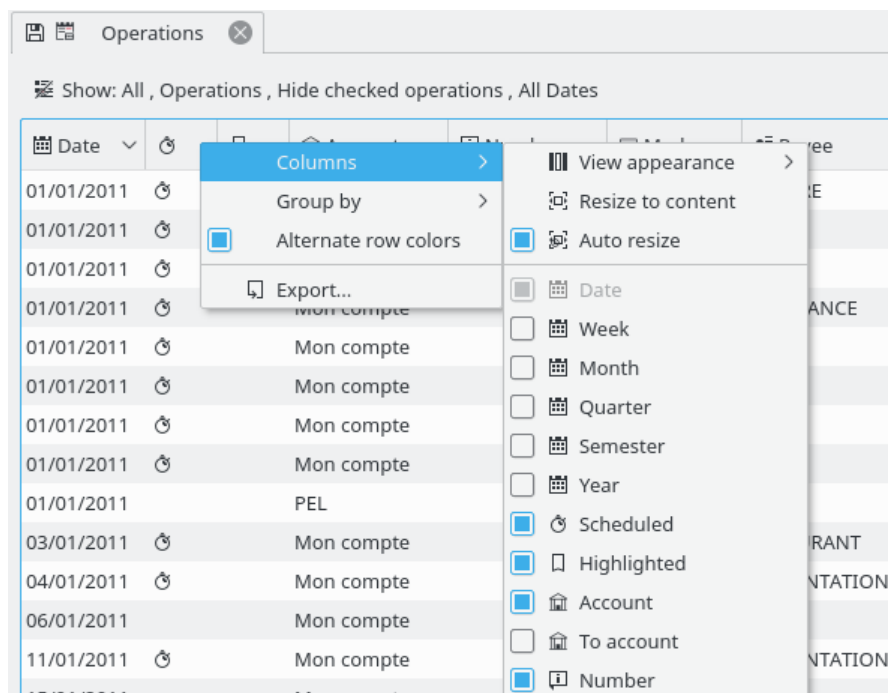 Operations
Show: All , Operations , Hide checked operations , All Dates
Date
Columns
View appearance
01/01/2011
Group by
Resize to content
01/01/2011
Alternate row colors
Auto resize
01/01/2011
Export...
Date
01/01/2011
Mon compte
Week
01/01/2011
Mon compte
Month
01/01/2011
Mon compte
Quarter
01/01/2011
Mon compte
Semester
01/01/2011
Mon compte
Year
01/01/2011
PEL
Scheduled
03/01/2011
Mon compte
Highlighted
04/01/2011
Mon compte
Account
06/01/2011
Mon compte
To account
11/01/2011
Mon compte
Number